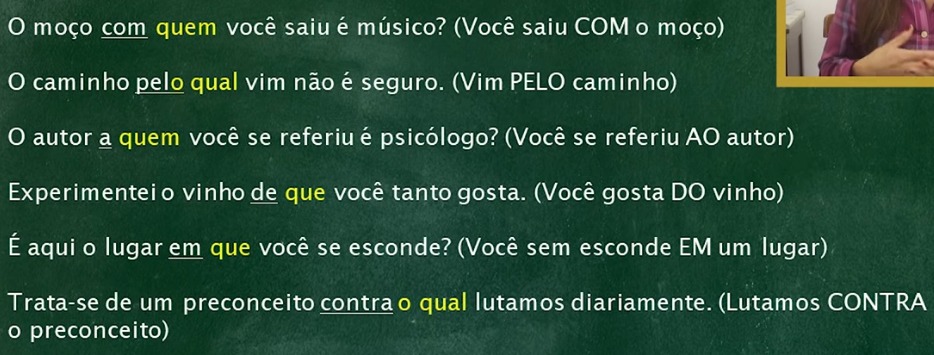 O moço com quem você saiu é músico? (Você saiu COM o moço)
O caminho pelo qual vim não é seguro. (Vim PELO caminho)
O autor a quem você se referiu é psicólogo? (Você se referiu AO autor)
Experimentei o vinho de que você tanto gosta. (Você gosta DO vinho)
É aqui o lugar em que você se esconde? (Você sem esconde EM um lugar)
Trata-se de um preconceito contra o qual lutamos diariamente. (Lutamos CONTRA
o preconceito)